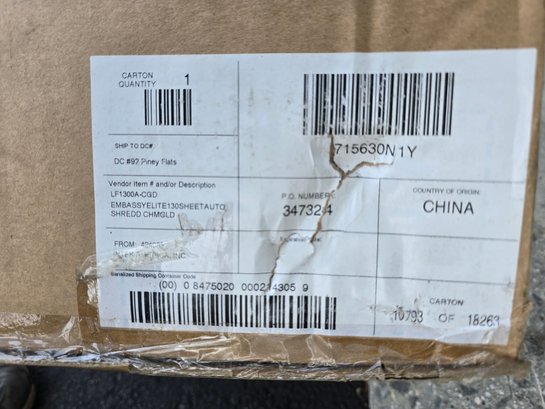 CARTON QUANTITY 1
715630N1Y
SHIP TO DC#:
DC #92 Piney Flats
Vendor Item # and/or Description
LF1300A-CGD
EMBASSYELITE130SHEETAUTO,
SHREDD CHMGLD
P.O. NUMBER:
COUNTRY OF ORIGIN:
CHINA
FROM:
Serialized Shipping Container Code
(00) 0 8475020 000214305 9
CARTON
10793 OF 18263